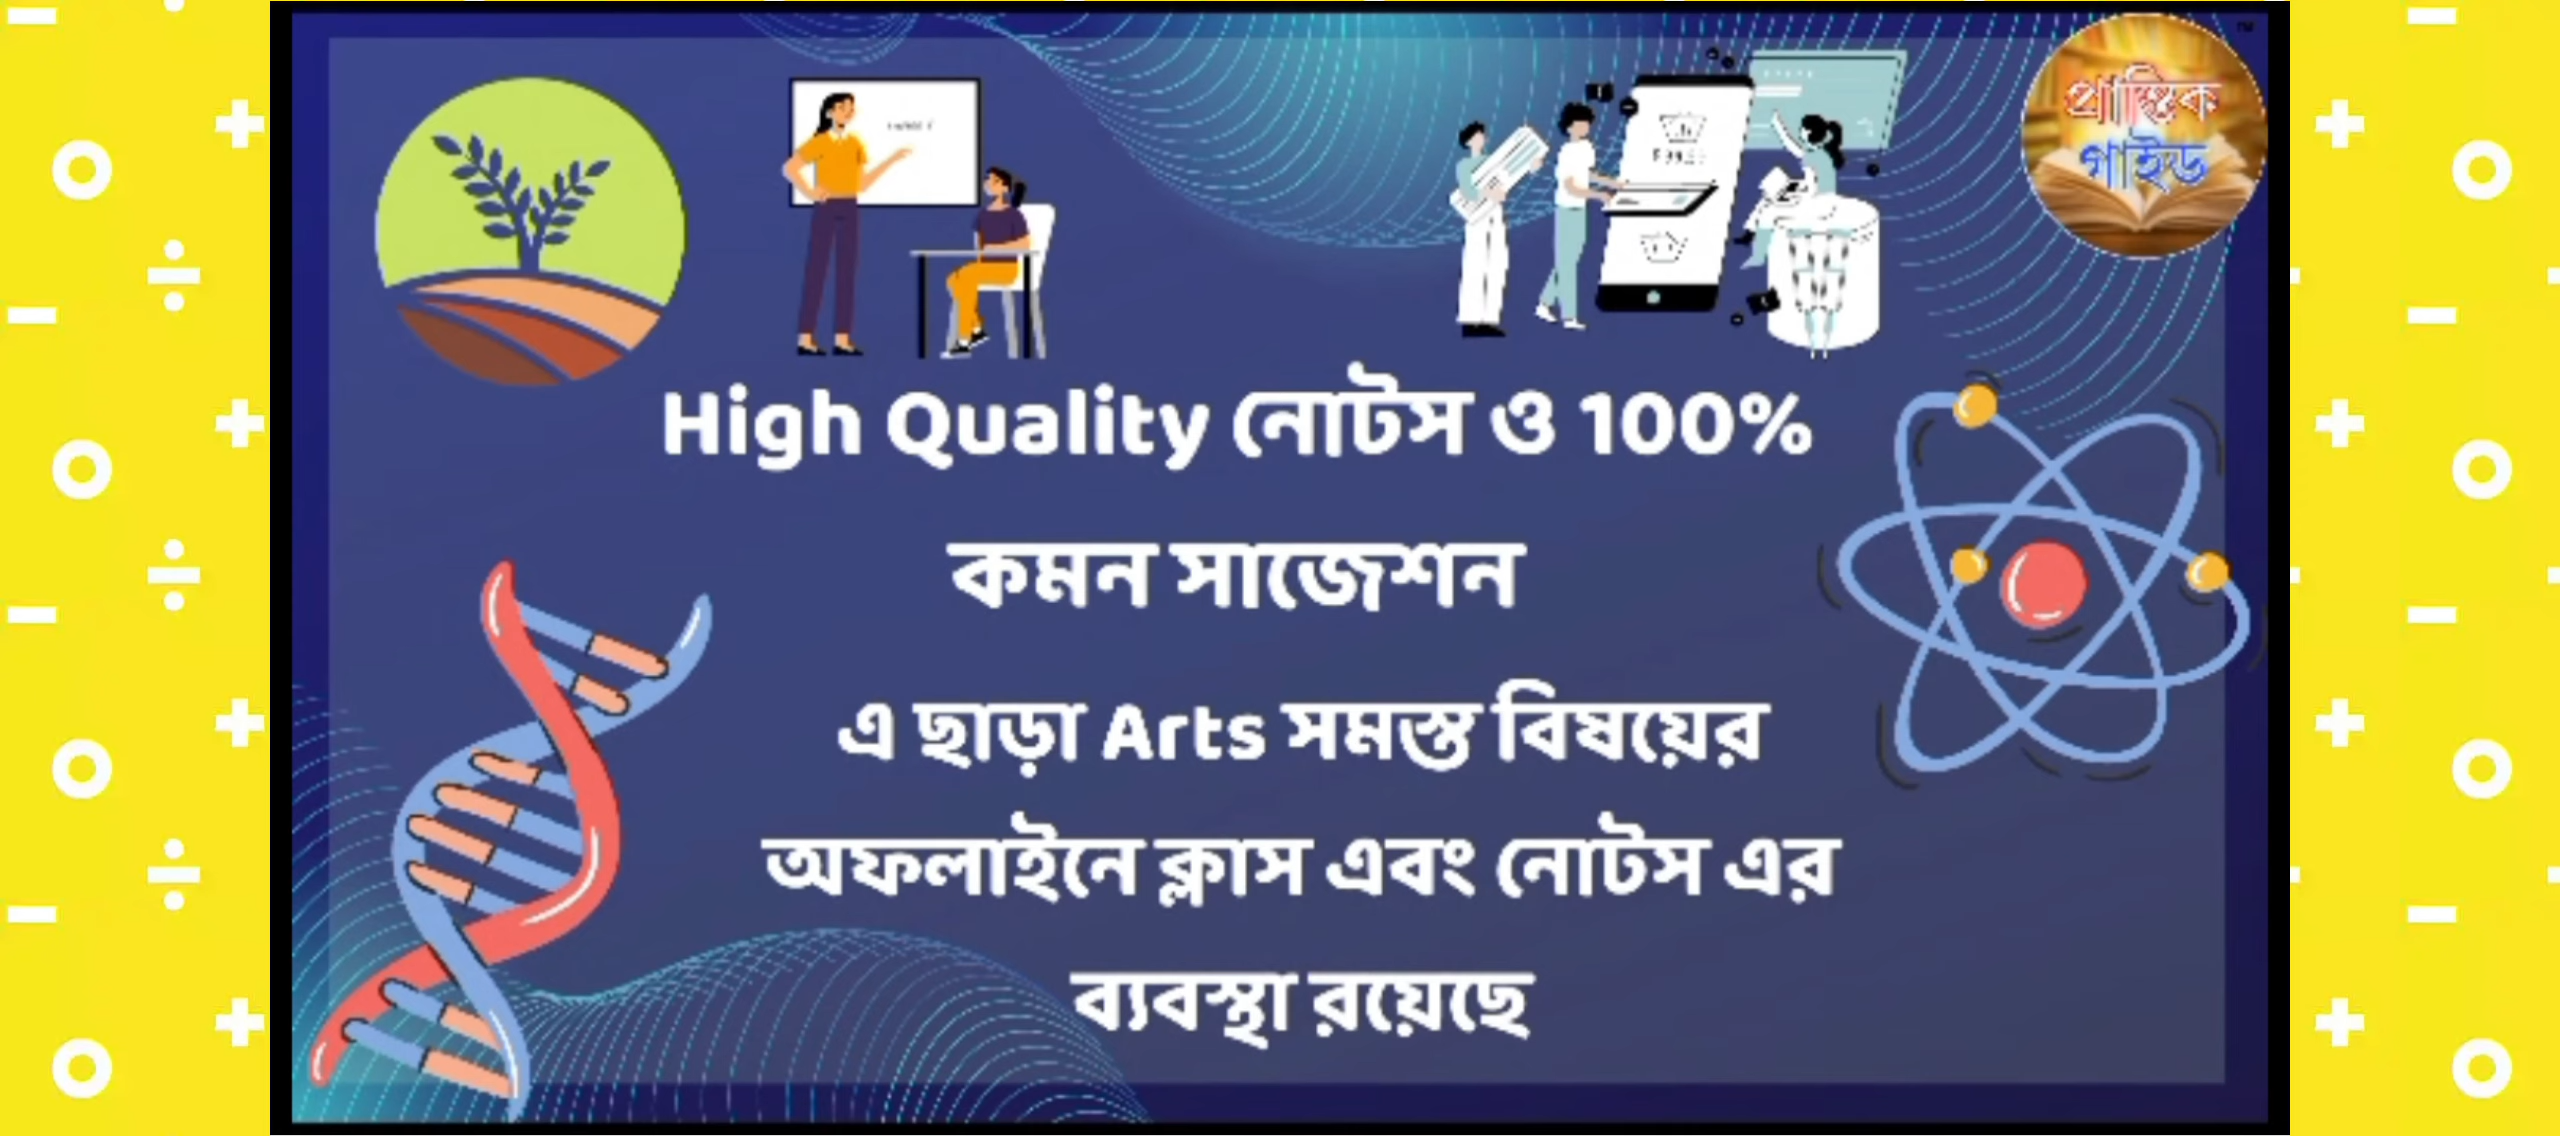 প্রান্তিক
গাইড
High Quality নোটস ও 100%
কমন সাজেশন
এ ছাড়া Arts সমস্ত বিষয়ের
অফলাইনে ক্লাস এবং নোটস এর
ব্যবস্থা রয়েছে